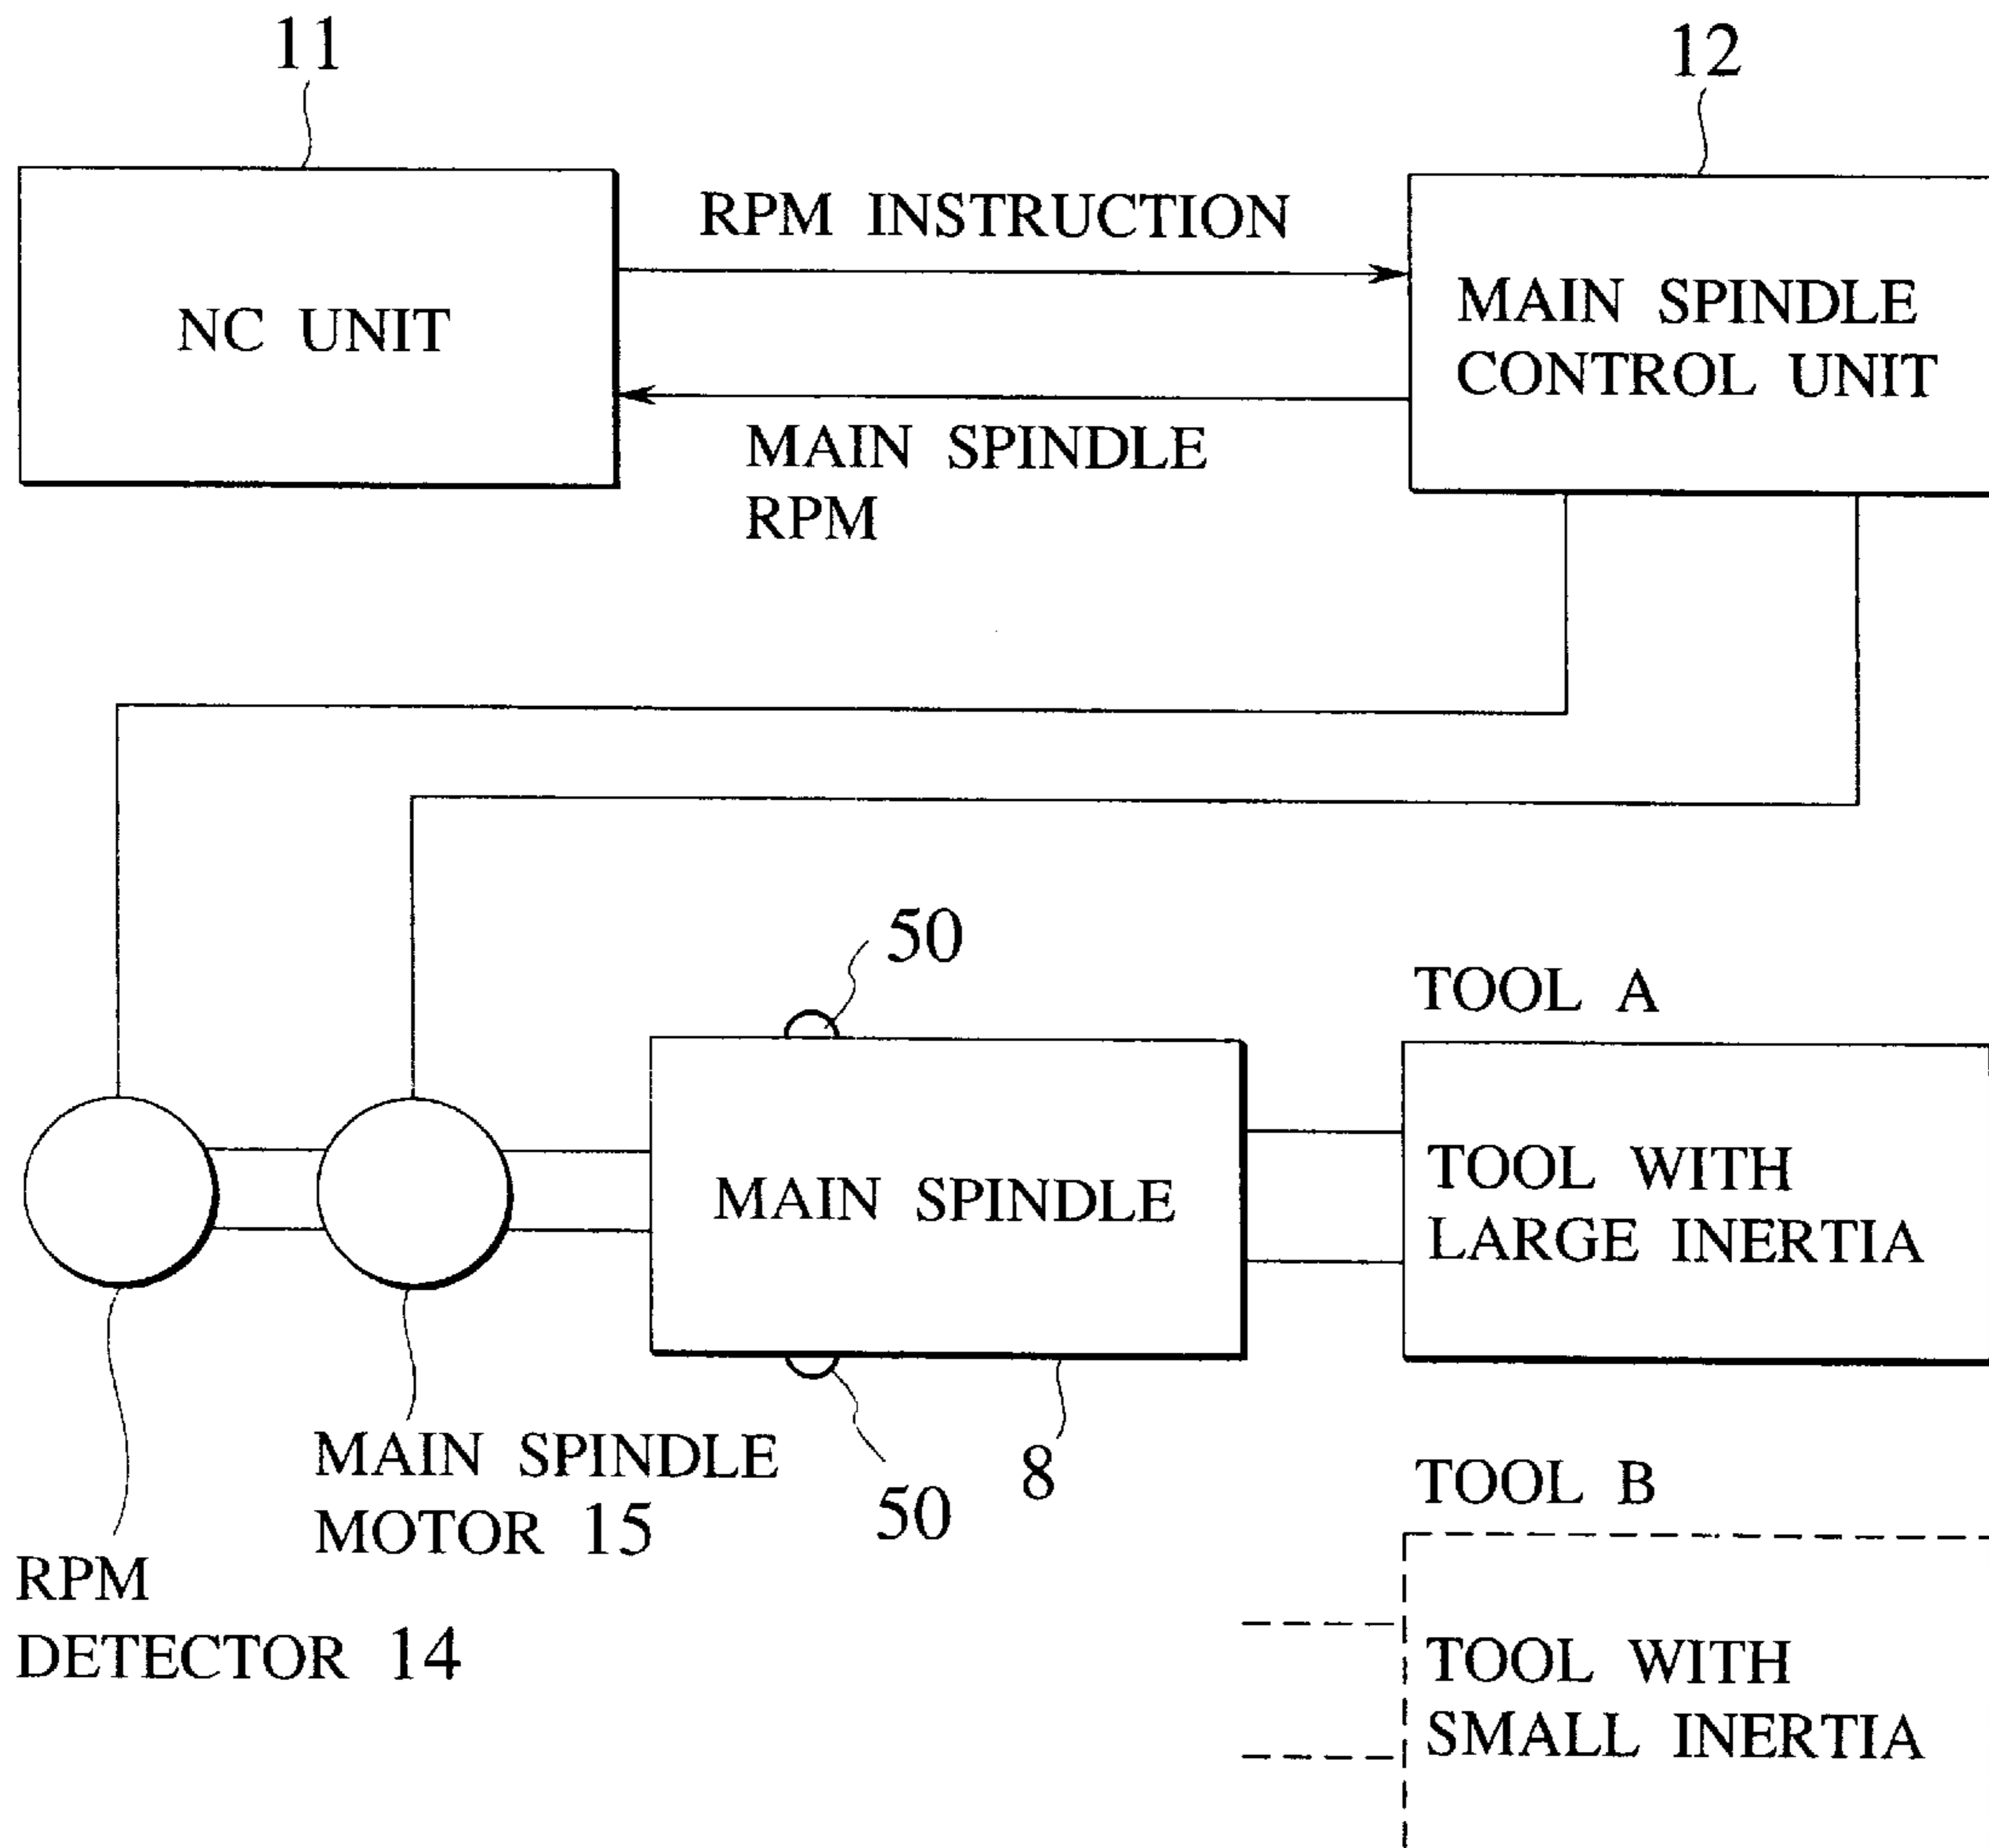 11
12
RPM INSTRUCTION
NC UNIT
MAIN SPINDLE
CONTROL UNIT
MAIN SPINDLE
RPM
50
TOOL A
TOOL WITH
LARGE INERTIA
MAIN SPINDLE
MAIN SPINDLE
MOTOR 15
50
8
TOOL B
RPM
DETECTOR 14
TOOL WITH
SMALL INERTIA